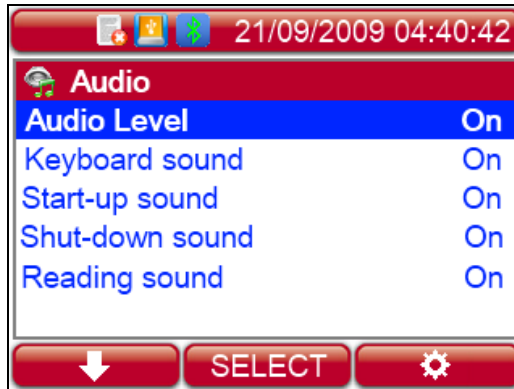 21/09/2009 04:40:42
Audio
Audio Level On
Keyboard sound On
Start-up sound On
Shut-down sound On
Reading sound On
SELECT